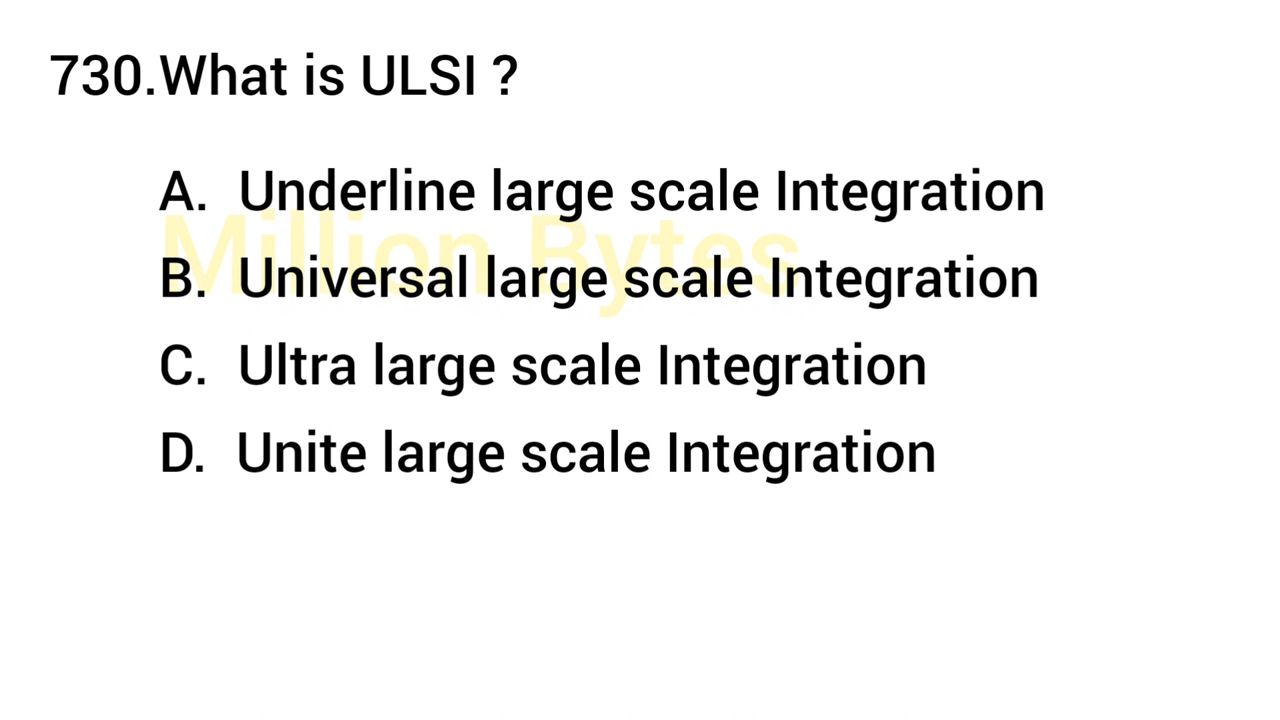 730.What is ULSI ?
A. Underline large scale Integration
Million Bytes
B. Universal large scale Integration
C. Ultra large scale Integration
D. Unite large scale Integration